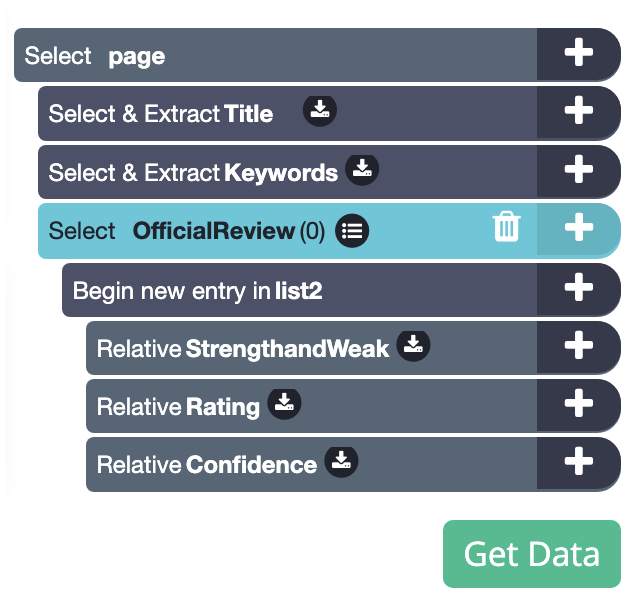 Select page
Select & Extract Title
Select & Extract Keywords
Select OfficialReview (0)
Begin new entry in list2
Relative StrengthandWeak
Relative Rating
Relative Confidence
Get Data